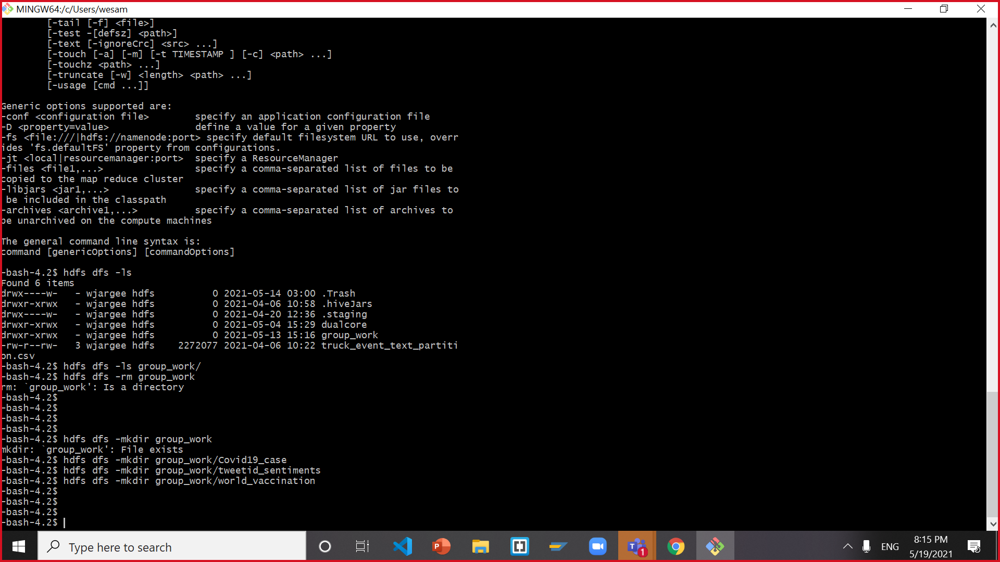 MINGW64:/c/Users/wesam
[-tail [-f] <file>]
[-test -[defsz] <path>]
[-text [-ignoreCrc] <src> ...]
[-touch [-a] [-m] [-t TIMESTAMP ] [-c] <path> ...]
[-touchz <path> ...]
[-truncate [-w] <length> <path> ...]
[-usage [cmd ...]]
Generic options supported are:
-conf <configuration file>        specify an application configuration file
-D <property=value>               define a value for a given property
-fs <file:///|hdfs://namenode:port> specify default filesystem URL to use, overr
ides 'fs.defaultFS' property from configurations.
-jt <local|resourcemanager:port>  specify a ResourceManager
-files <file1,...>                specify a comma-separated list of files to be
copied to the map reduce cluster
-libjars <jar1,...>               specify a comma-separated list of jar files to
be included in the classpath
-archives <archive1,...>          specify a comma-separated list of archives to
be unarchived on the compute machines
The general command line syntax is:
command [genericOptions] [commandOptions]
-bash-4.2$ hdfs dfs -ls
Found 6 items
drwx----w-   - wjargee hdfs          0 2021-05-14 03:00 .Trash
drwxr-xrwx   - wjargee hdfs          0 2021-04-06 10:58 .hiveJars
drwx----w-   - wjargee hdfs          0 2021-04-20 12:36 .staging
drwxr-xrwx   - wjargee hdfs          0 2021-05-04 15:29 dualcore
drwxr-xrwx   - wjargee hdfs          0 2021-05-13 15:16 group_work
-rw-r--rw-   3 wjargee hdfs    2272077 2021-04-06 10:22 truck_event_text_partiti
on.csv
-bash-4.2$ hdfs dfs -ls group_work/
-bash-4.2$ hdfs dfs -rm group_work
rm: `group_work': Is a directory
-bash-4.2$
-bash-4.2$
-bash-4.2$
-bash-4.2$
-bash-4.2$ hdfs dfs -mkdir group_work
mkdir: `group_work': File exists
-bash-4.2$ hdfs dfs -mkdir group_work/Covid19_case
-bash-4.2$ hdfs dfs -mkdir group_work/tweetid_sentiments
-bash-4.2$ hdfs dfs -mkdir group_work/world_vaccination
-bash-4.2$
-bash-4.2$
-bash-4.2$
-bash-4.2$
Type here to search
P
T
1
ENG
8:15 PM
5/19/2021